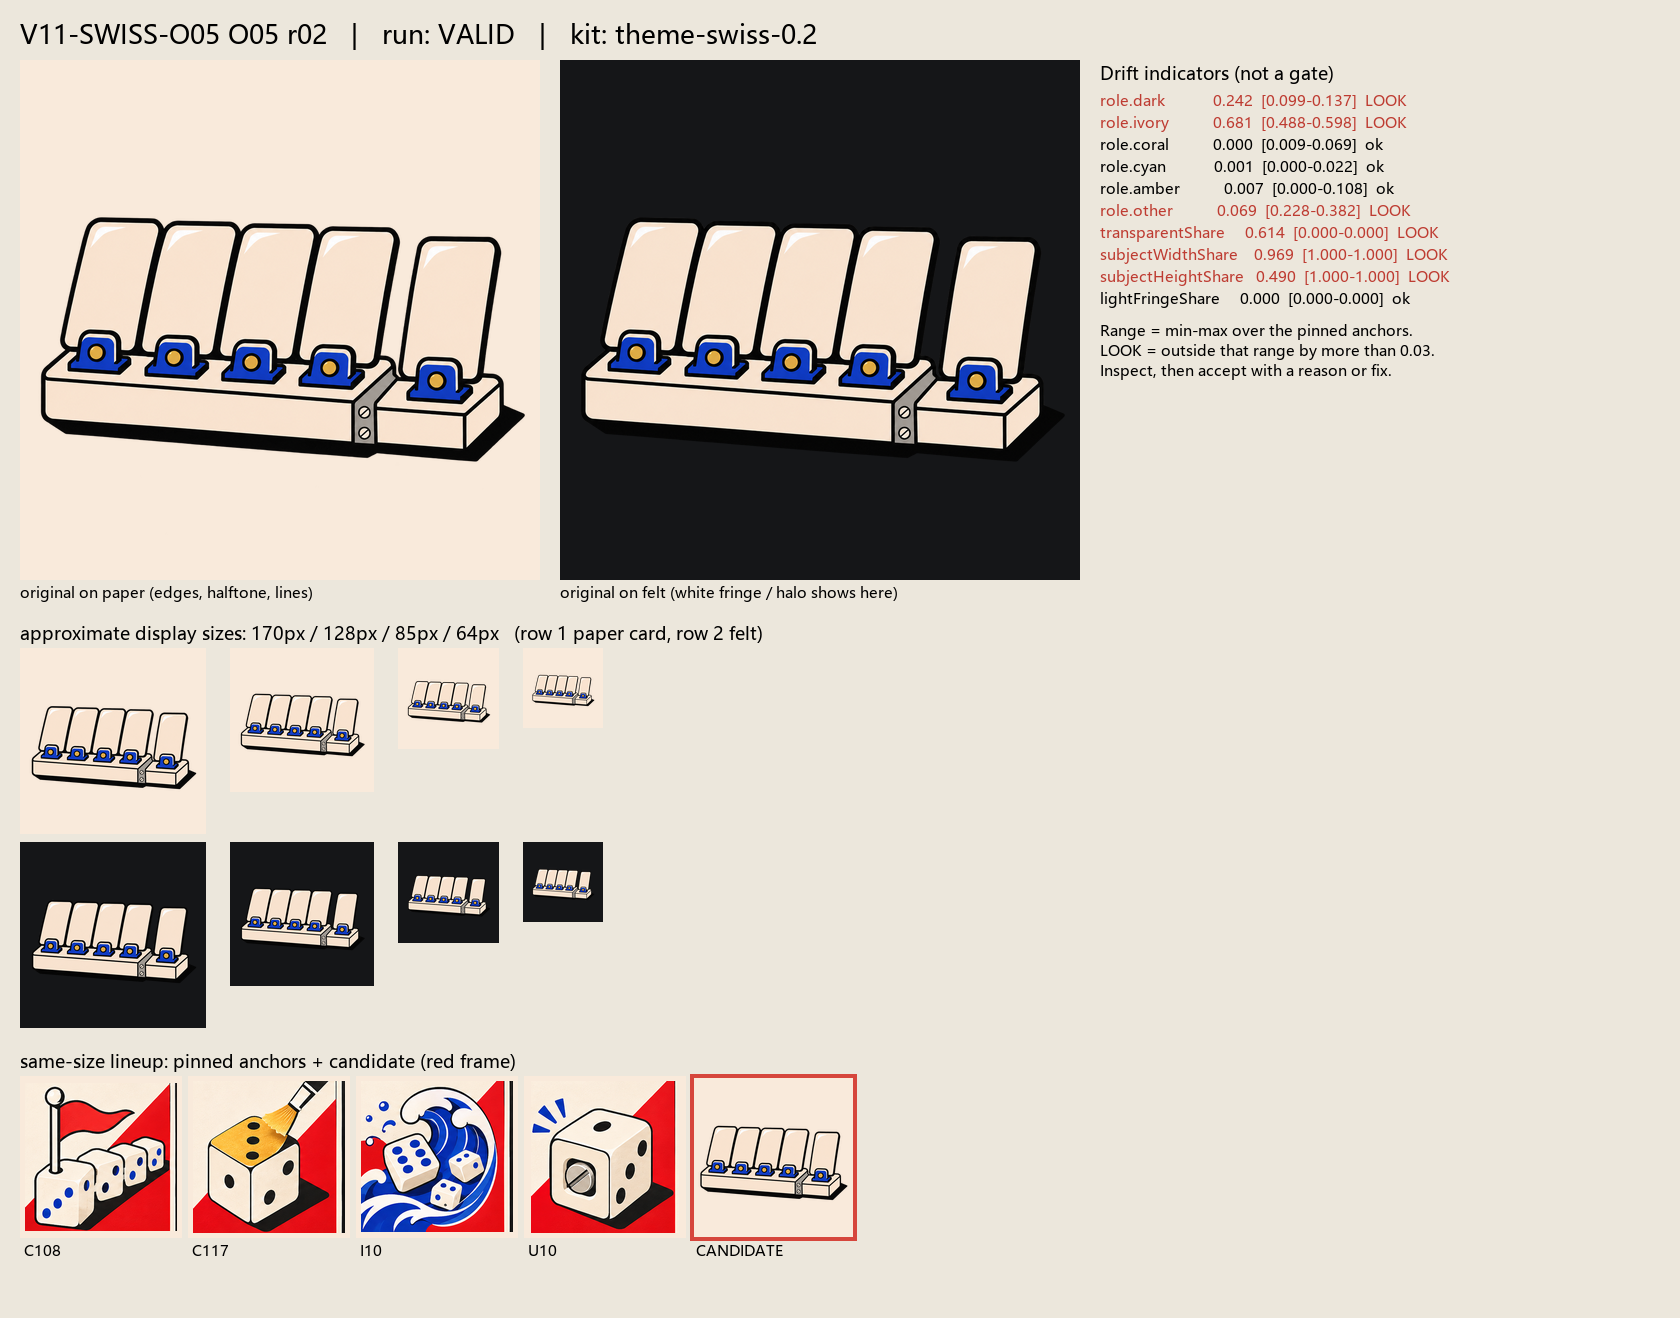 V11-SWISS-O05 O05 r02 | run: VALID | kit: theme-swiss-0.2
Drift indicators (not a gate)
role.dark 0.242 [0.099-0.137] LOOK
role.ivory 0.681 [0.488-0.598] LOOK
role.coral 0.000 [0.009-0.069] ok
role.cyan 0.001 [0.000-0.022] ok
role.amber 0.007 [0.000-0.108] ok
role.other 0.069 [0.228-0.382] LOOK
transparentShare 0.614 [0.000-0.000] LOOK
subjectWidthShare 0.969 [1.000-1.000] LOOK
subjectHeightShare 0.490 [1.000-1.000] LOOK
lightFringeShare 0.000 [0.000-0.000] ok
Range = min-max over the pinned anchors.
LOOK = outside that range by more than 0.03.
Inspect, then accept with a reason or fix.
original on paper (edges, halftone, lines)
original on felt (white fringe / halo shows here)
approximate display sizes: 170px / 128px / 85px / 64px (row 1 paper card, row 2 felt)
same-size lineup: pinned anchors + candidate (red frame)
C108
C117
I10
U10
CANDIDATE